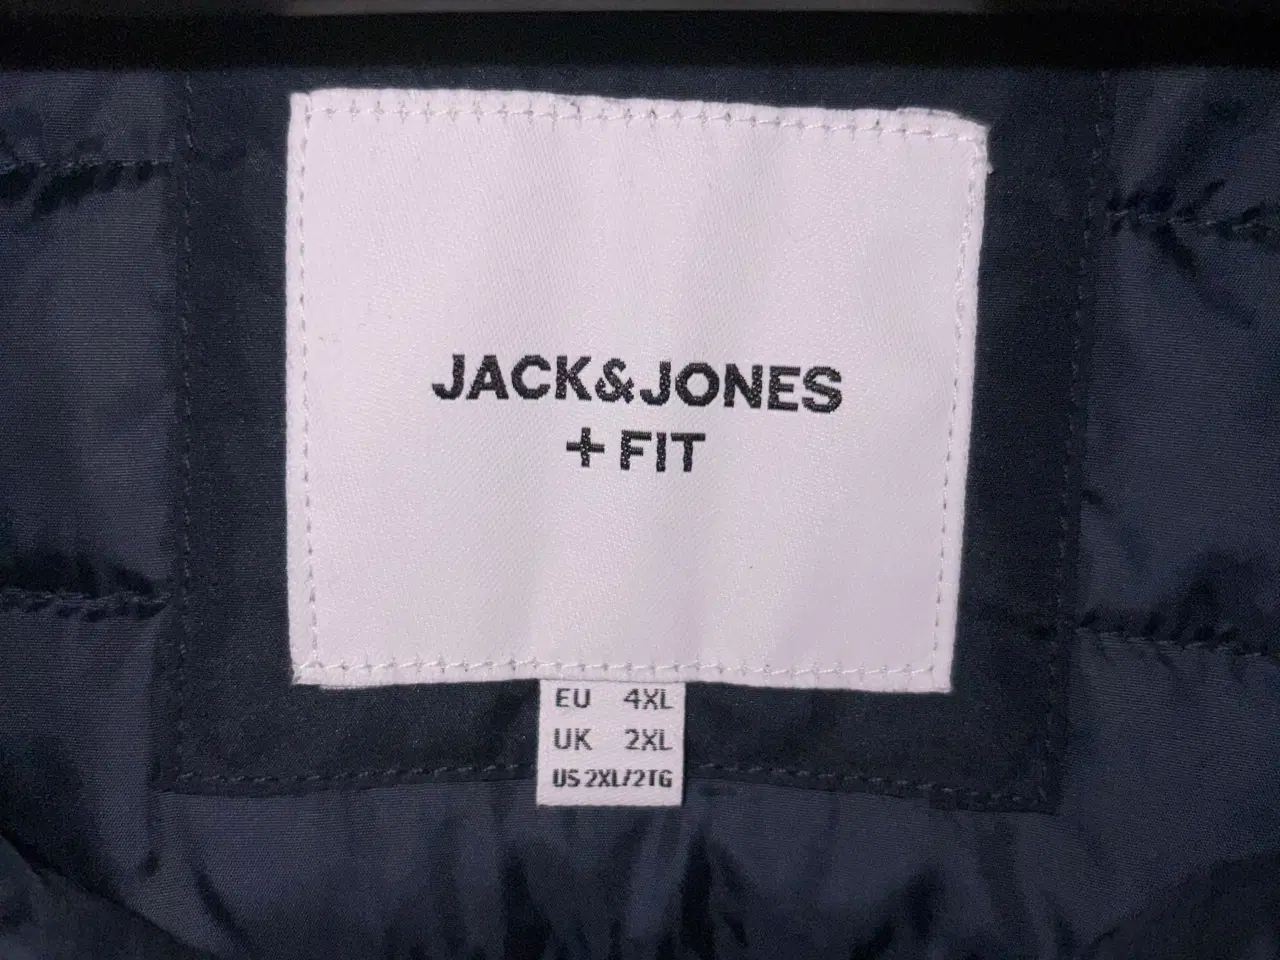 JACK&JONES
+ FIT
EU 4XL
UK 2XL
US 2XL/2TG